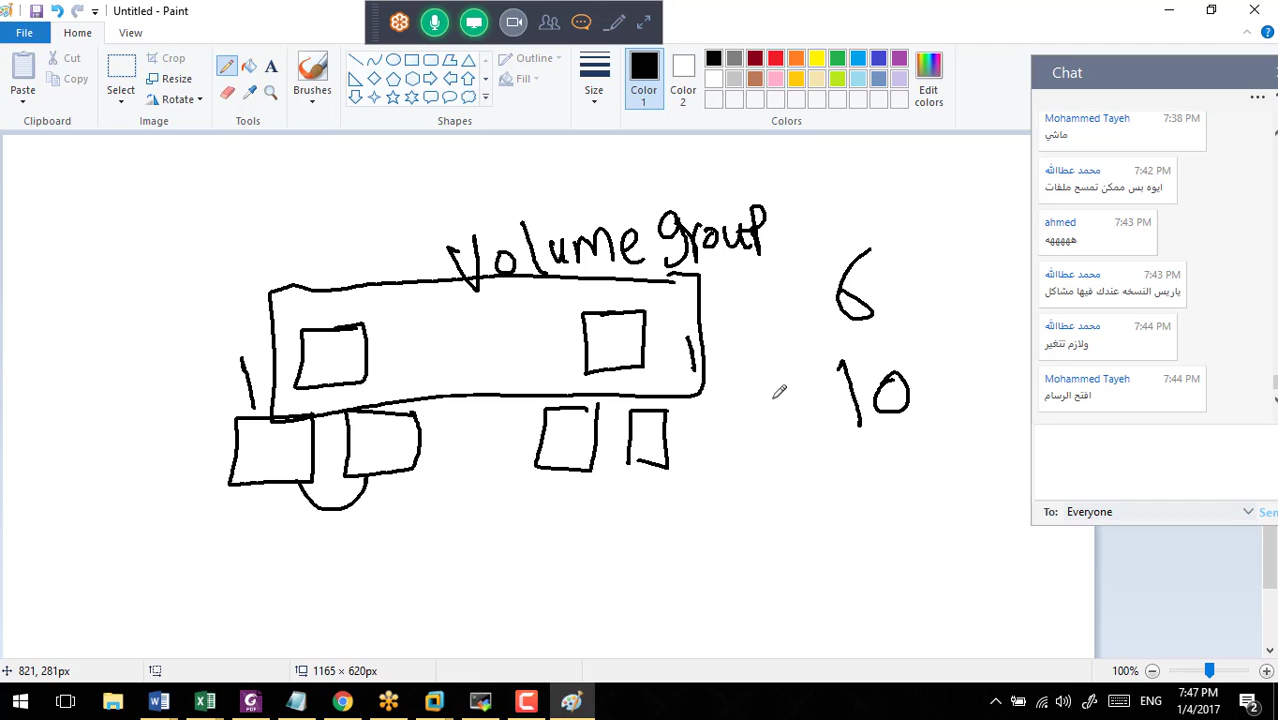 Untitled - Paint
File
Home
View
Paste
Cut
Copy
Clipboard
Select
Crop
Resize
Rotate
Image
A
Tools
Brushes
Outline
Fill
Shapes
Size
Color 1
Color 2
Edit colors
Colors
Chat
Mohammed Tayeh 7:38 PM
ماشي
محمد عطاالله 7:42 PM
ايوه بس ممكن تمسح ملفات
ahmed 7:43 PM
هههههه
محمد عطاالله 7:43 PM
ياريس النسخه عندك فيها مشاكل
محمد عطاالله 7:44 PM
ولازم تتغير
Mohammed Tayeh 7:44 PM
افتح الرسام
To: Everyone
Sen
Volume group
6
10
821, 281px
1165 × 620px
100%
ENG
7:47 PM
1/4/2017
2